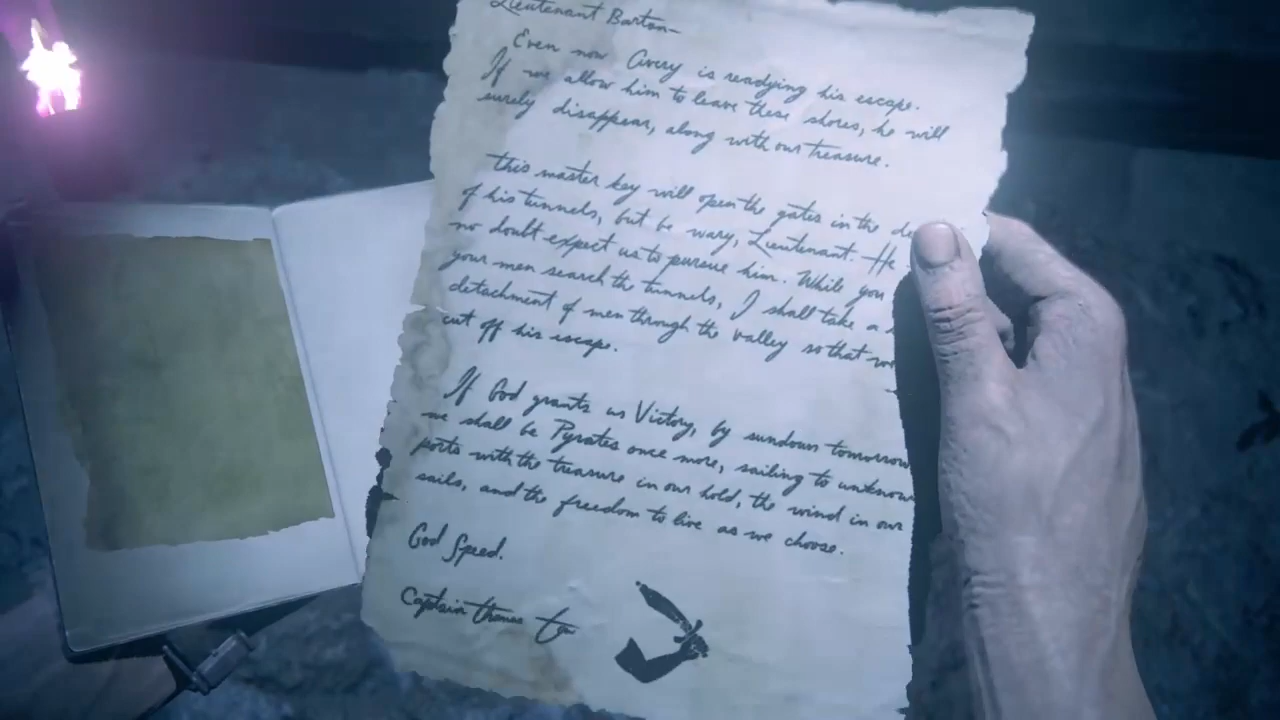 Lieutenant Barton-
Even now Avery is readying his escape.
If we allow him to leave these shores, he will
surely disappear, along with our treasure.
this master key will open the gates in the
of his tunnels, but be wary, Lieutenant. He
no doubt expect us to pursue him. While you
your men search the tunnels, I shall take a
detachment of men through the valley so that we
cut off his escape.
If God grants us Victory, by sundown tomorrow
we shall be Pyrates once more, sailing to unknown
ports with the treasure in our hold, the wind in our
sails, and the freedom to live as we choose.
God Speed.
Captain Thomas Tew